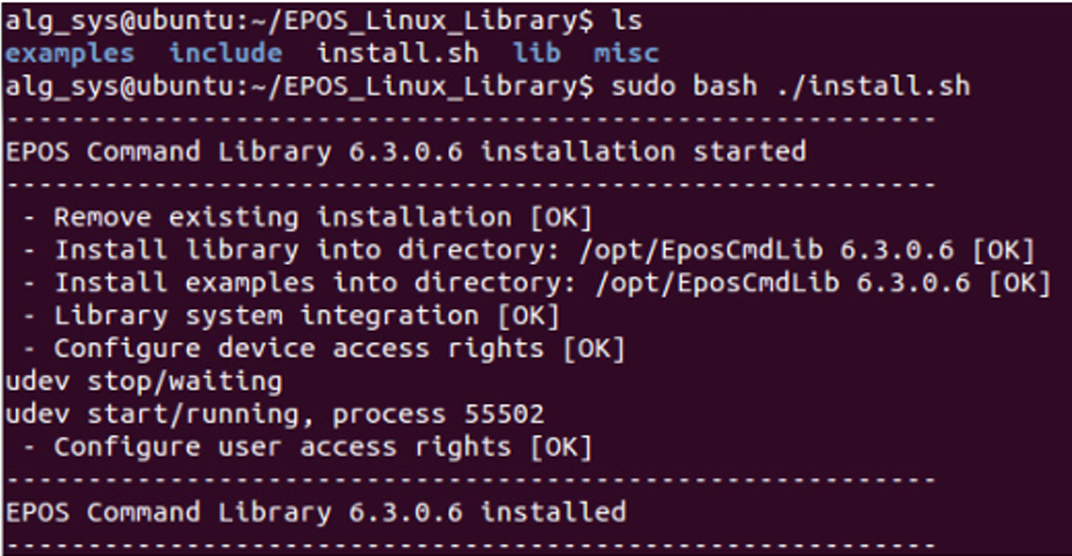 alg_sys@ubuntu:~/EPOS_Linux_Library$ ls
examples  include  install.sh  lib  misc
alg_sys@ubuntu:~/EPOS_Linux_Library$ sudo bash ./install.sh
---------------------------------------------------------
EPOS Command Library 6.3.0.6 installation started
---------------------------------------------------------
 - Remove existing installation [OK]
 - Install library into directory: /opt/EposCmdLib 6.3.0.6 [OK]
 - Install examples into directory: /opt/EposCmdLib 6.3.0.6 [OK]
 - Library system integration [OK]
 - Configure device access rights [OK]
udev stop/waiting
udev start/running, process 55502
 - Configure user access rights [OK]
---------------------------------------------------------
EPOS Command Library 6.3.0.6 installed
---------------------------------------------------------